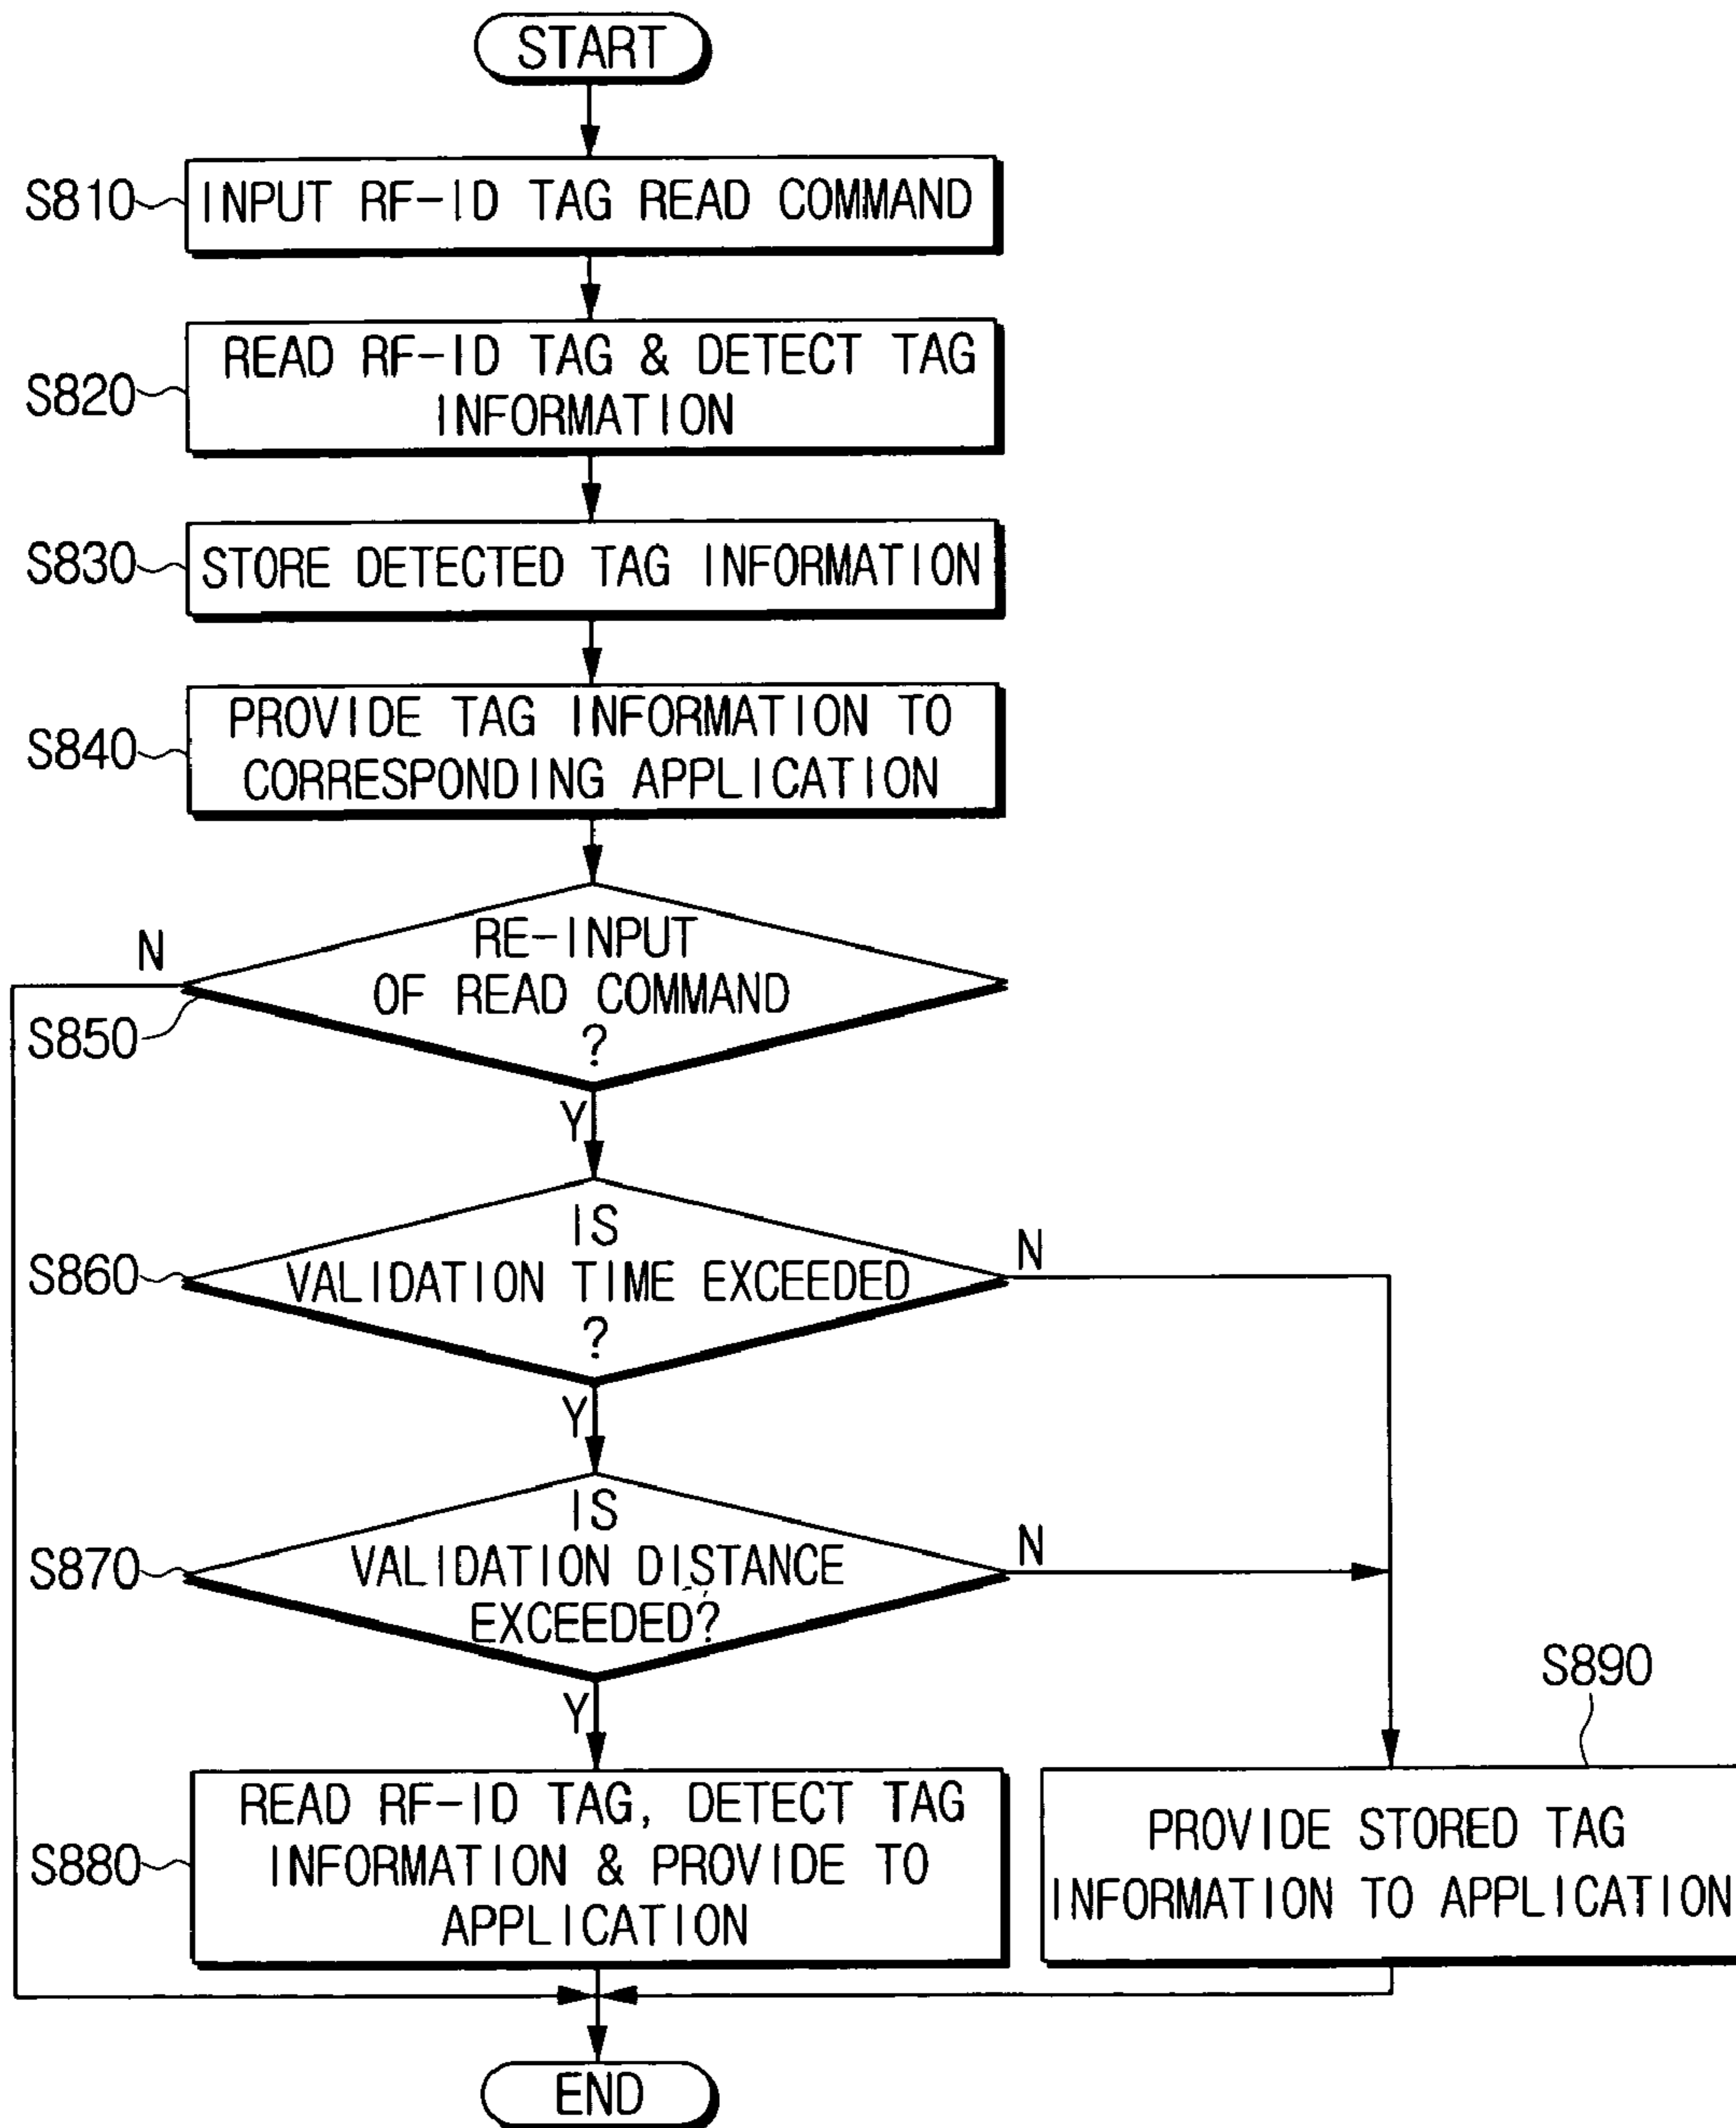 START
S810
INPUT RF-ID TAG READ COMMAND
S820
READ RF-ID TAG & DETECT TAG
INFORMATION
S830
STORE DETECTED TAG INFORMATION
S840
PROVIDE TAG INFORMATION TO
CORRESPONDING APPLICATION
N
S850
RE-INPUT
OF READ COMMAND
?
Y
S860
IS
VALIDATION TIME EXCEEDED
?
N
Y
S870
IS
VALIDATION DISTANCE
EXCEEDED?
N
Y
S880
READ RF-ID TAG, DETECT TAG
INFORMATION & PROVIDE TO
APPLICATION
S890
PROVIDE STORED TAG
INFORMATION TO APPLICATION
END